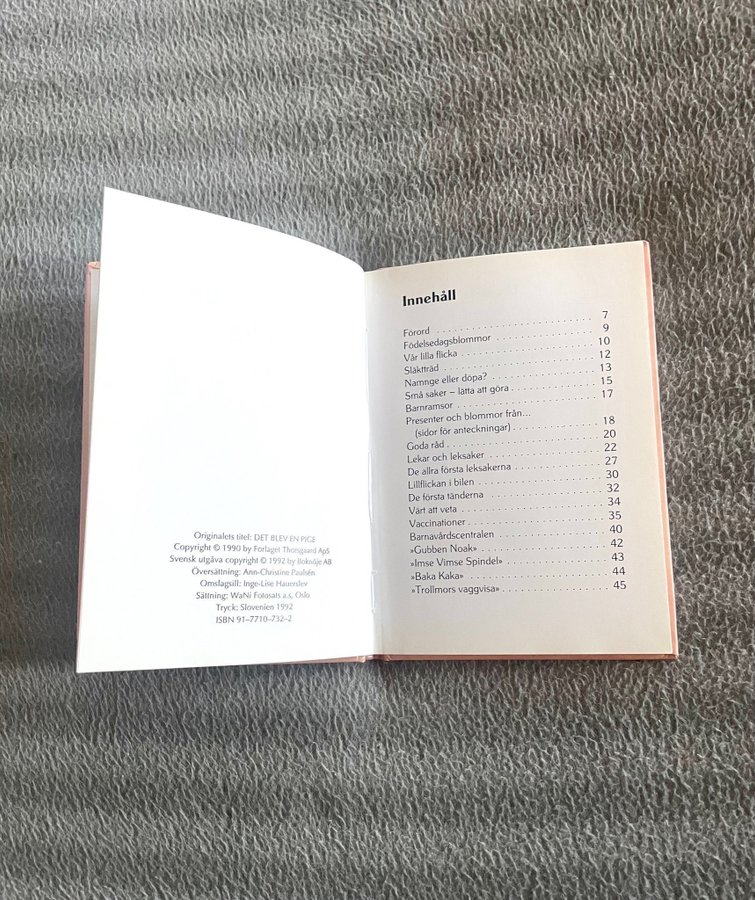 Originalets titel: DET BLEV EN PIGE
Copyright © 1990 by Forlaget Thorsgaard ApS
Svensk utgåva copyright © 1992 by Boknöje AB
Översättning: Ann-Christine Paulsén
Omslagsill: Inge-Lise Hauerslev
Sättning: WaNi Fotosats a.s, Oslo
Tryck: Slovenien 1992
ISBN 91–7710–732–2
Innehåll
Förord . . . . . . . . . . . . . . . . . . . . . . . . . . 7
Födelsedagsblommor . . . . . . . . . . . . . . . . 9
Vår lilla flicka . . . . . . . . . . . . . . . . . . . . . 10
Släktträd . . . . . . . . . . . . . . . . . . . . . . . . 12
Namnge eller döpa? . . . . . . . . . . . . . . . . 13
Små saker – lätta att göra . . . . . . . . . . . . 15
Barnramsor . . . . . . . . . . . . . . . . . . . . . . 17
Presenter och blommor från...
(sidor för anteckningar) . . . . . . . . . . . . . 18
Goda råd . . . . . . . . . . . . . . . . . . . . . . . 20
Lekar och leksaker . . . . . . . . . . . . . . . . . 22
De allra första leksakerna . . . . . . . . . . . . 27
Lillflickan i bilen . . . . . . . . . . . . . . . . . . 30
De första tänderna . . . . . . . . . . . . . . . . . 32
Värt att veta . . . . . . . . . . . . . . . . . . . . . 34
Vaccinationer . . . . . . . . . . . . . . . . . . . . 35
Barnavårdscentralen . . . . . . . . . . . . . . . . 40
»Gubben Noak» . . . . . . . . . . . . . . . . . . . 42
»Imse Vimse Spindel» . . . . . . . . . . . . . . . 43
»Baka Kaka» . . . . . . . . . . . . . . . . . . . . . 44
»Trollmors vaggvisa» . . . . . . . . . . . . . . . . 45